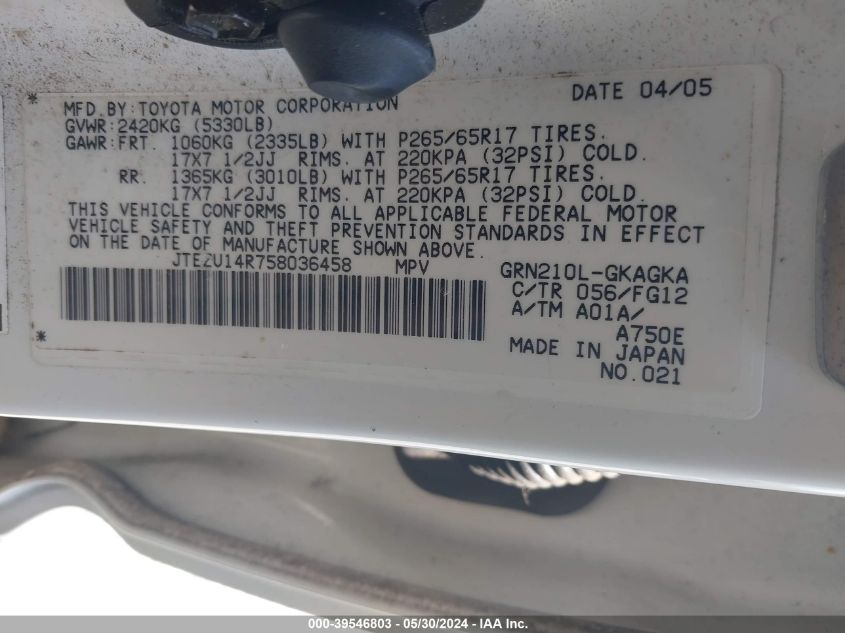 DATE 04/05
MFD.BY:TOYOTA MOTOR CORPORATION
GVWR:2420KG (5330LB)
GAWR:FRT. 1060KG (2335LB) WITH P265/65R17 TIRES.
17X7 1/2JJ RIMS. AT 220KPA (32PSI) COLD.
RR. 1365KG (3010LB) WITH P265/65R17 TIRES.
17X7 1/2JJ RIMS. AT 220KPA (32PSI) COLD.
THIS VEHICLE CONFORMS TO ALL APPLICABLE FEDERAL MOTOR
VEHICLE SAFETY AND THEFT PREVENTION STANDARDS IN EFFECT
ON THE DATE OF MANUFACTURE SHOWN ABOVE.
JTEZU14R758036458 MPV
GRN210L-GKAGKA
C/TR 056/FG12
A/TM A01A/
A750E
MADE IN JAPAN
NO.021
000-39546803 - 05/30/2024 - IAAI Inc.